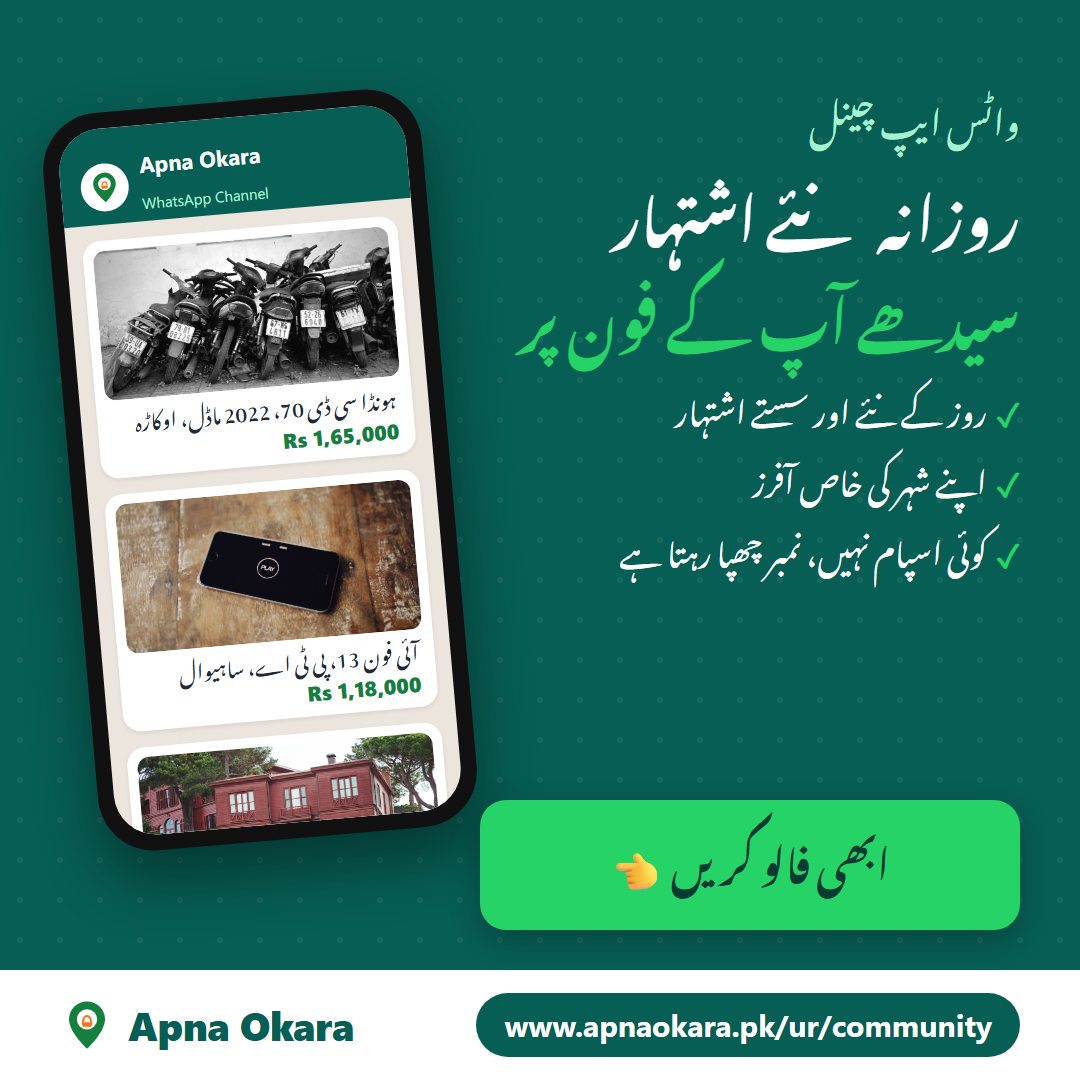 واٹس ایپ چینل
روزانہ نئے اشتہار
سیدھے آپ کے فون پر
✓ روز کے نئے اور سستے اشتہار
✓ اپنے شہر کی خاص آفرز
✓ کوئی اسپام نہیں، نمبر چھپا رہتا ہے
Apna Okara
WhatsApp Channel
ہونڈا سی ڈی 70، 2022 ماڈل، اوکاڑہ
Rs 1,65,000
PLAY
آئی فون 13، پی ٹی اے، ساہیوال
Rs 1,18,000
ابھی فالو کریں 👈
Apna Okara
www.apnaokara.pk/ur/community